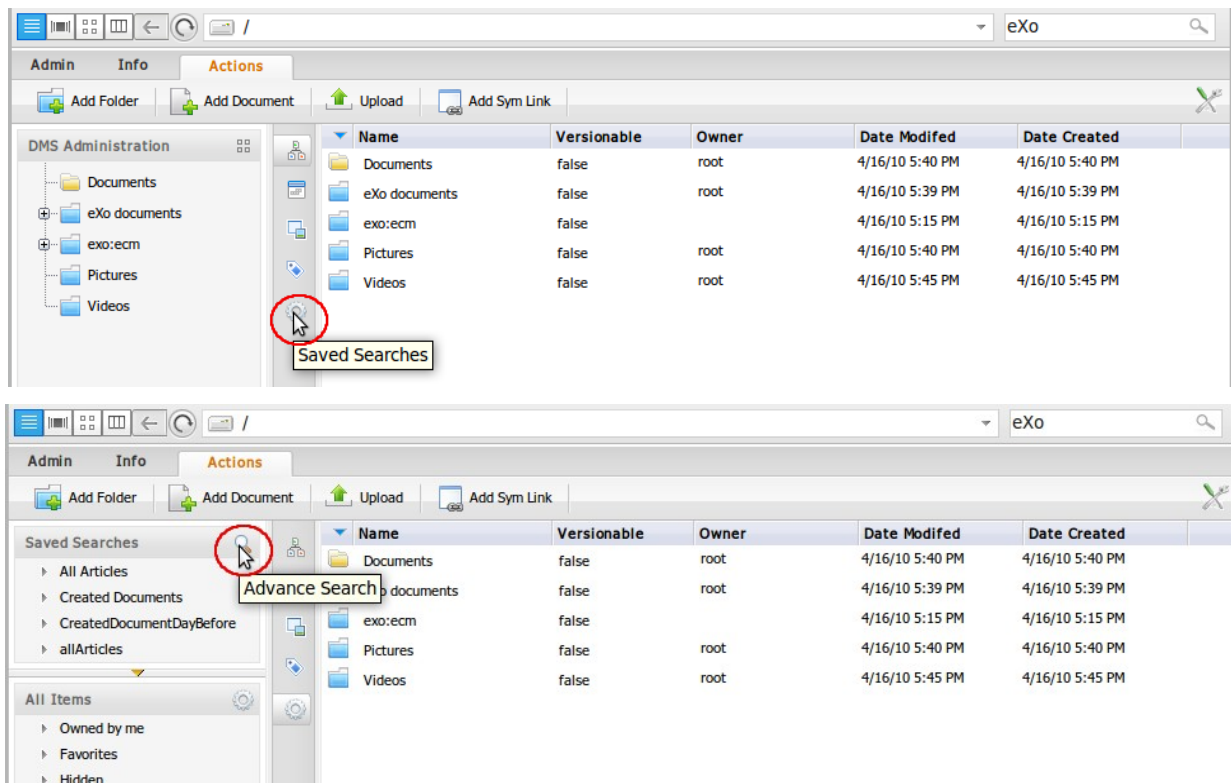 / eXo
Admin Info Actions
Add Folder Add Document Upload Add Sym Link
DMS Administration
Documents
eXo documents
exo:ecm
Pictures
Videos
Name Versionable Owner Date Modifed Date Created
Documents false root 4/16/10 5:40 PM 4/16/10 5:40 PM
eXo documents false root 4/16/10 5:39 PM 4/16/10 5:39 PM
exo:ecm false 4/16/10 5:15 PM 4/16/10 5:15 PM
Pictures false root 4/16/10 5:40 PM 4/16/10 5:40 PM
Videos false root 4/16/10 5:45 PM 4/16/10 5:45 PM
Saved Searches
/ eXo
Admin Info Actions
Add Folder Add Document Upload Add Sym Link
Saved Searches
All Articles
Created Documents
CreatedDocumentDayBefore
allArticles
Advance Search
All Items
Owned by me
Favorites
Hidden
Name Versionable Owner Date Modifed Date Created
Documents false root 4/16/10 5:40 PM 4/16/10 5:40 PM
documents false root 4/16/10 5:39 PM 4/16/10 5:39 PM
exo:ecm false 4/16/10 5:15 PM 4/16/10 5:15 PM
Pictures false root 4/16/10 5:40 PM 4/16/10 5:40 PM
Videos false root 4/16/10 5:45 PM 4/16/10 5:45 PM